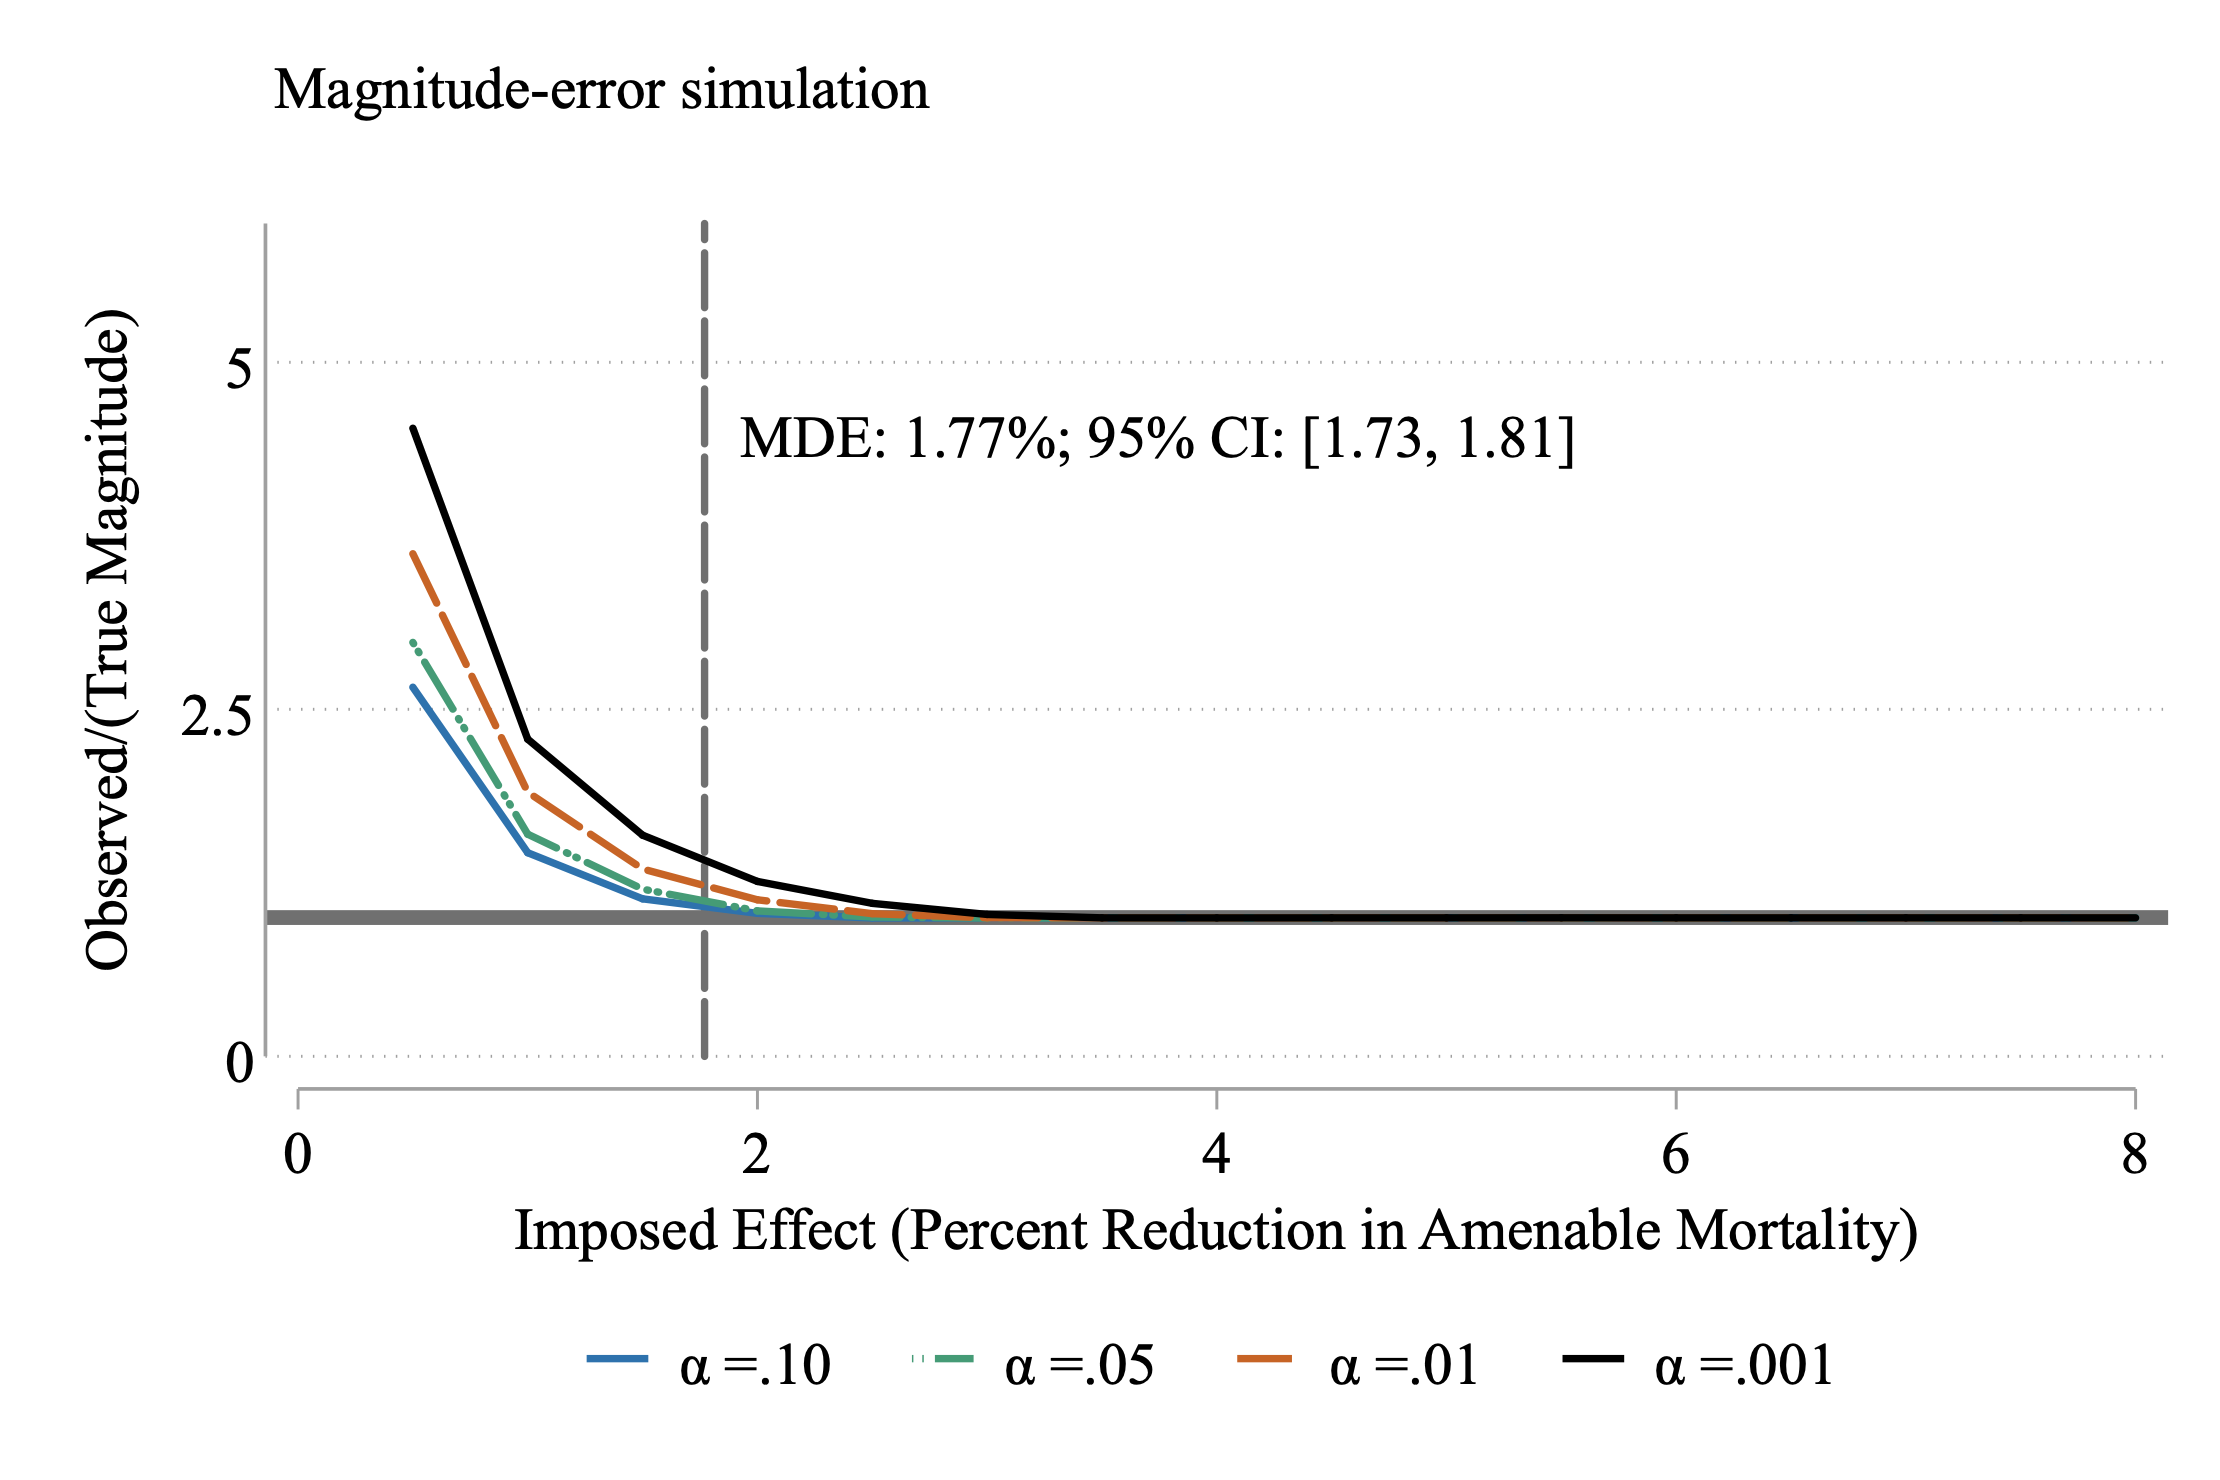 Magnitude-error simulation
Observed/(True Magnitude)
5
2.5
0
MDE: 1.77%; 95% CI: [1.73, 1.81]
0 2 4 6 8
Imposed Effect (Percent Reduction in Amenable Mortality)
α =.10 α =.05 α =.01 α =.001